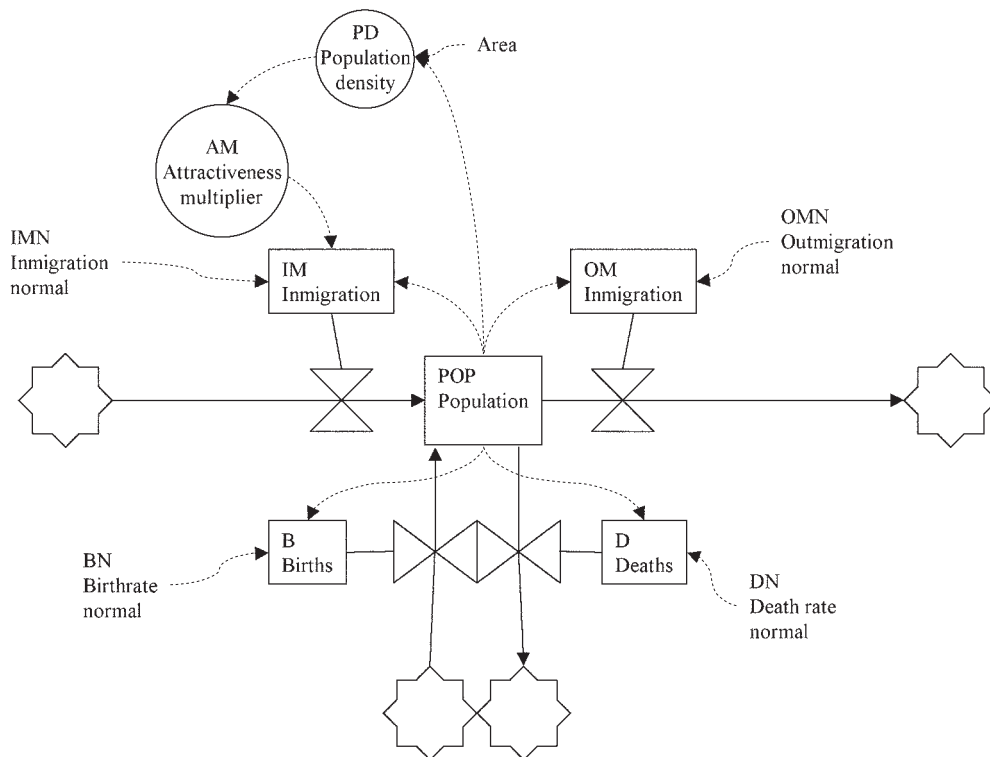 PD
Population
density
Area
AM
Attractiveness
multiplier
IMN
Inmigration
normal
IM
Inmigration
OM
Inmigration
OMN
Outmigration
normal
POP
Population
BN
Birthrate
normal
B
Births
D
Deaths
DN
Death rate
normal